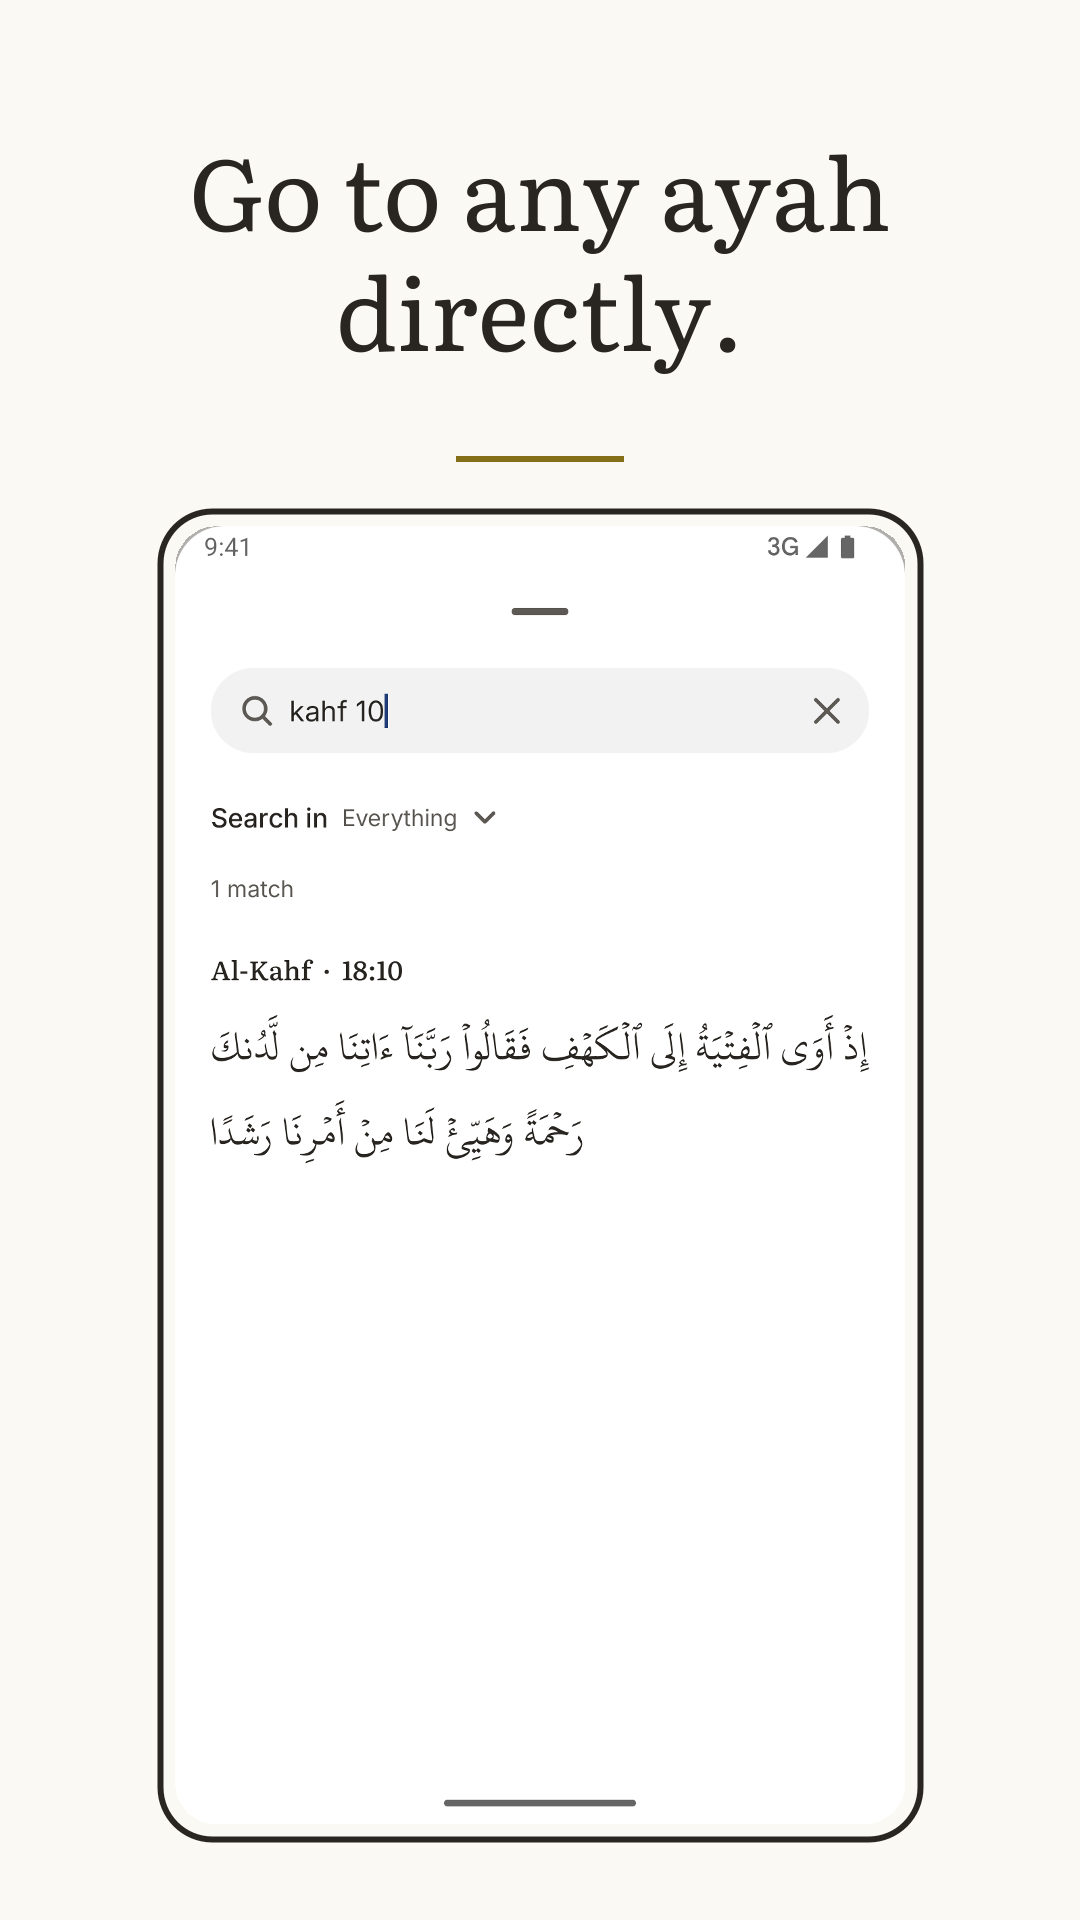 Go to any ayah
directly.
9:41
3G
kahf 10
Search in Everything
1 match
Al-Kahf · 18:10
إِذۡ أَوَى ٱلۡفِتۡيَةُ إِلَى ٱلۡكَهۡفِ فَقَالُواْ رَبَّنَآ ءَاتِنَا مِن لَّدُنكَ
رَحۡمَةٗ وَهَيِّئۡ لَنَا مِنۡ أَمۡرِنَا رَشَدٗا